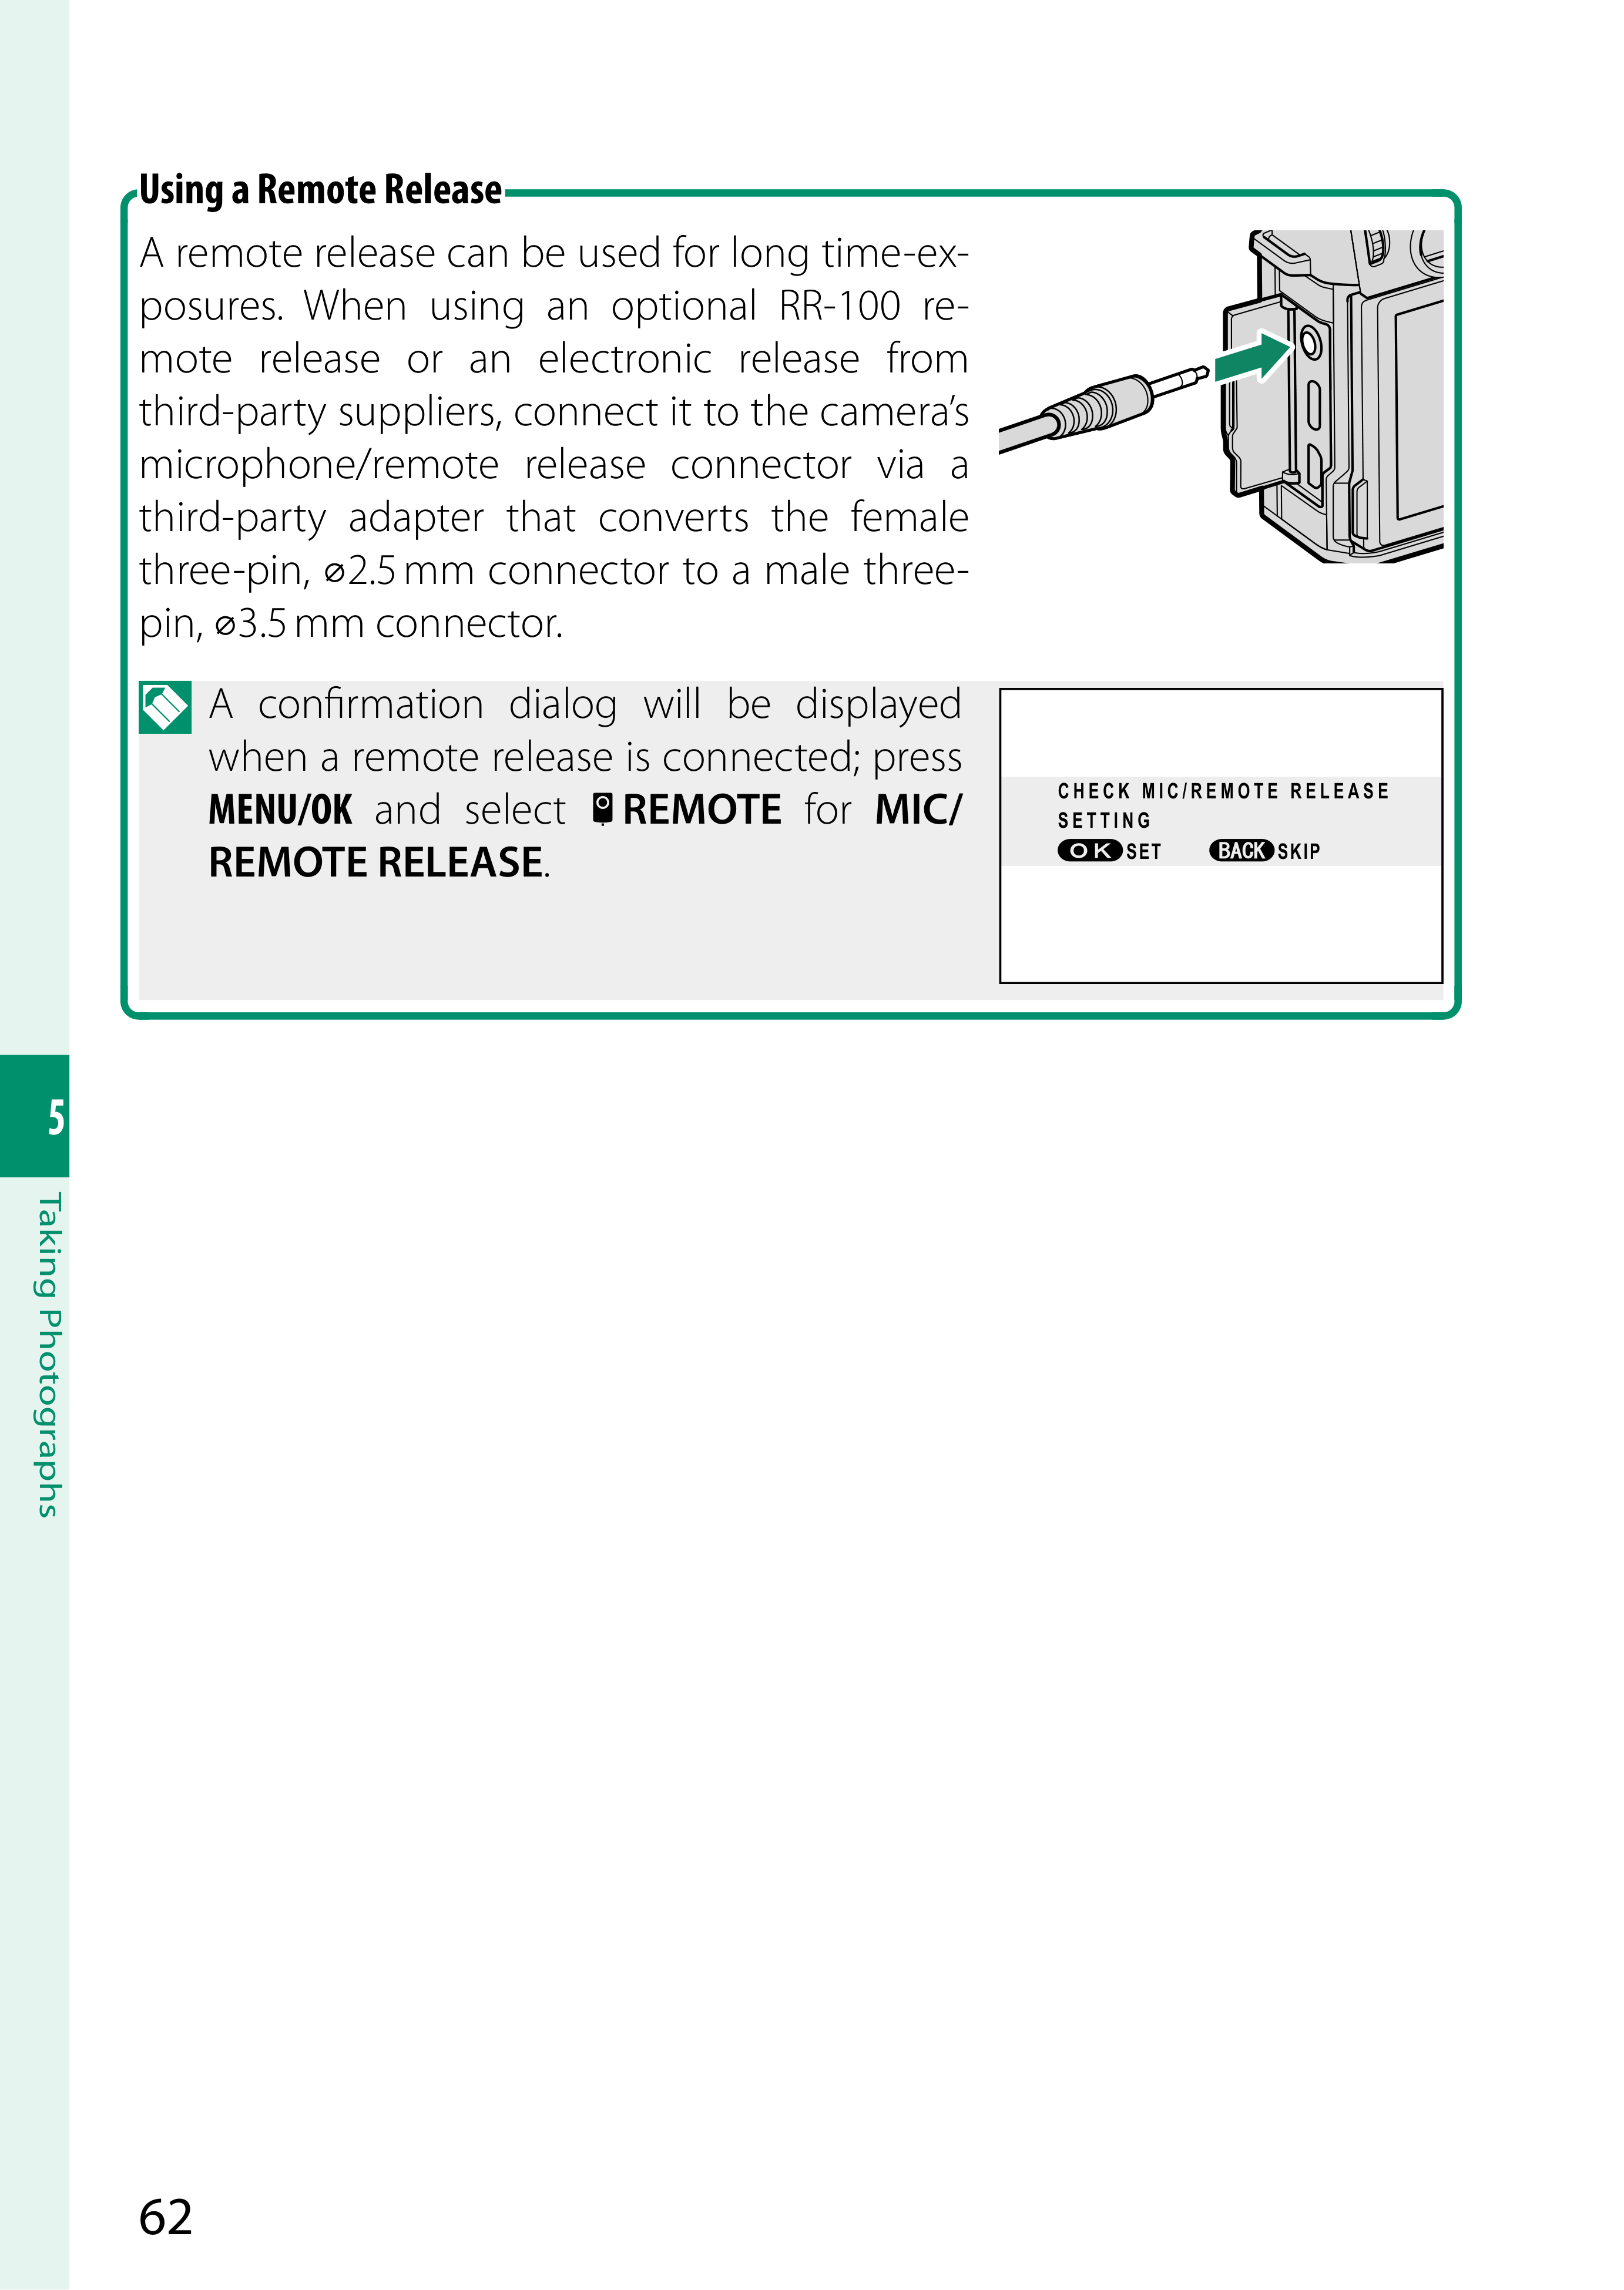 Using a Remote Release
A remote release can be used for long time-ex-
posures. When using an optional RR-100 re-
mote release or an electronic release from
third-party suppliers, connect it to the camera’s
microphone/remote release connector via a
third-party adapter that converts the female
three-pin, ⌀2.5 mm connector to a male three-
pin, ⌀3.5 mm connector.
A confirmation dialog will be displayed
when a remote release is connected; press
MENU/OK and select REMOTE for MIC/
REMOTE RELEASE.
CHECK MIC/REMOTE RELEASE
SETTING
OK SET BACK SKIP
5
Taking Photographs
62